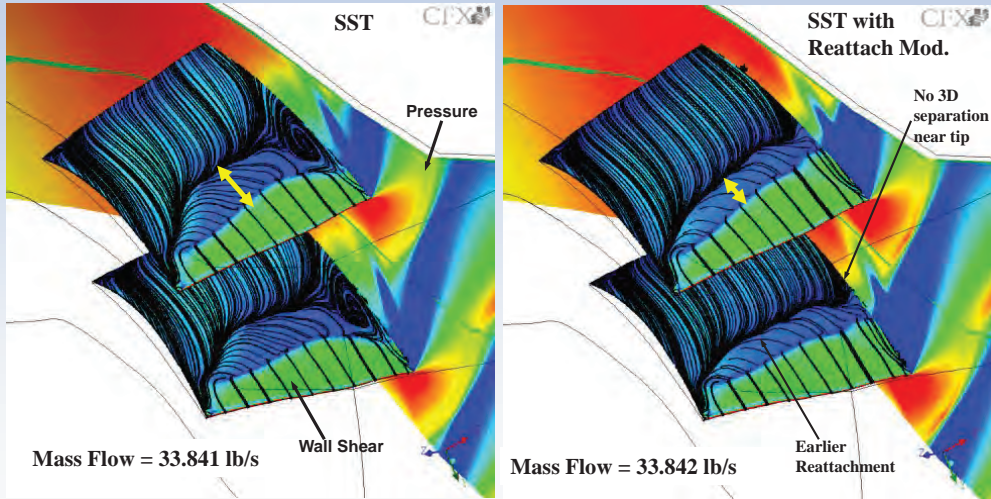 SST
CFX
Pressure
Wall Shear
Mass Flow = 33.841 lb/s
Z
SST with
Reattach Mod.
CFX
No 3D
separation
near tip
Earlier
Reattachment
Mass Flow = 33.842 lb/s
Z